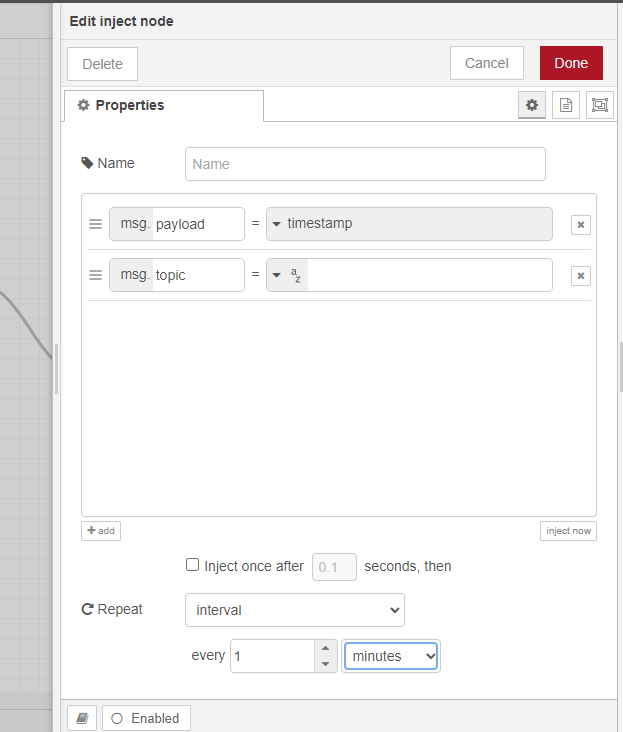 Edit inject node
Delete Cancel Done
Properties
Name Name
msg. payload = timestamp
msg. topic = a z
add inject now
Inject once after 0.1 seconds, then
Repeat interval
every 1 minutes
Enabled